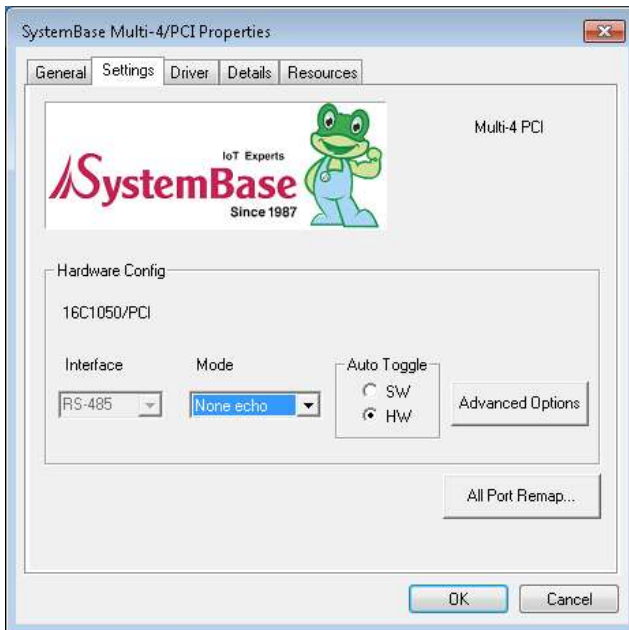 SystemBase Multi-4/PCI Properties
General Settings Driver Details Resources
IoT Experts
SystemBase
Since 1987
Multi-4 PCI
Hardware Config
16C1050/PCI
Interface Mode Auto Toggle
RS-485 None echo SW
HW
Advanced Options
All Port Remap...
OK Cancel